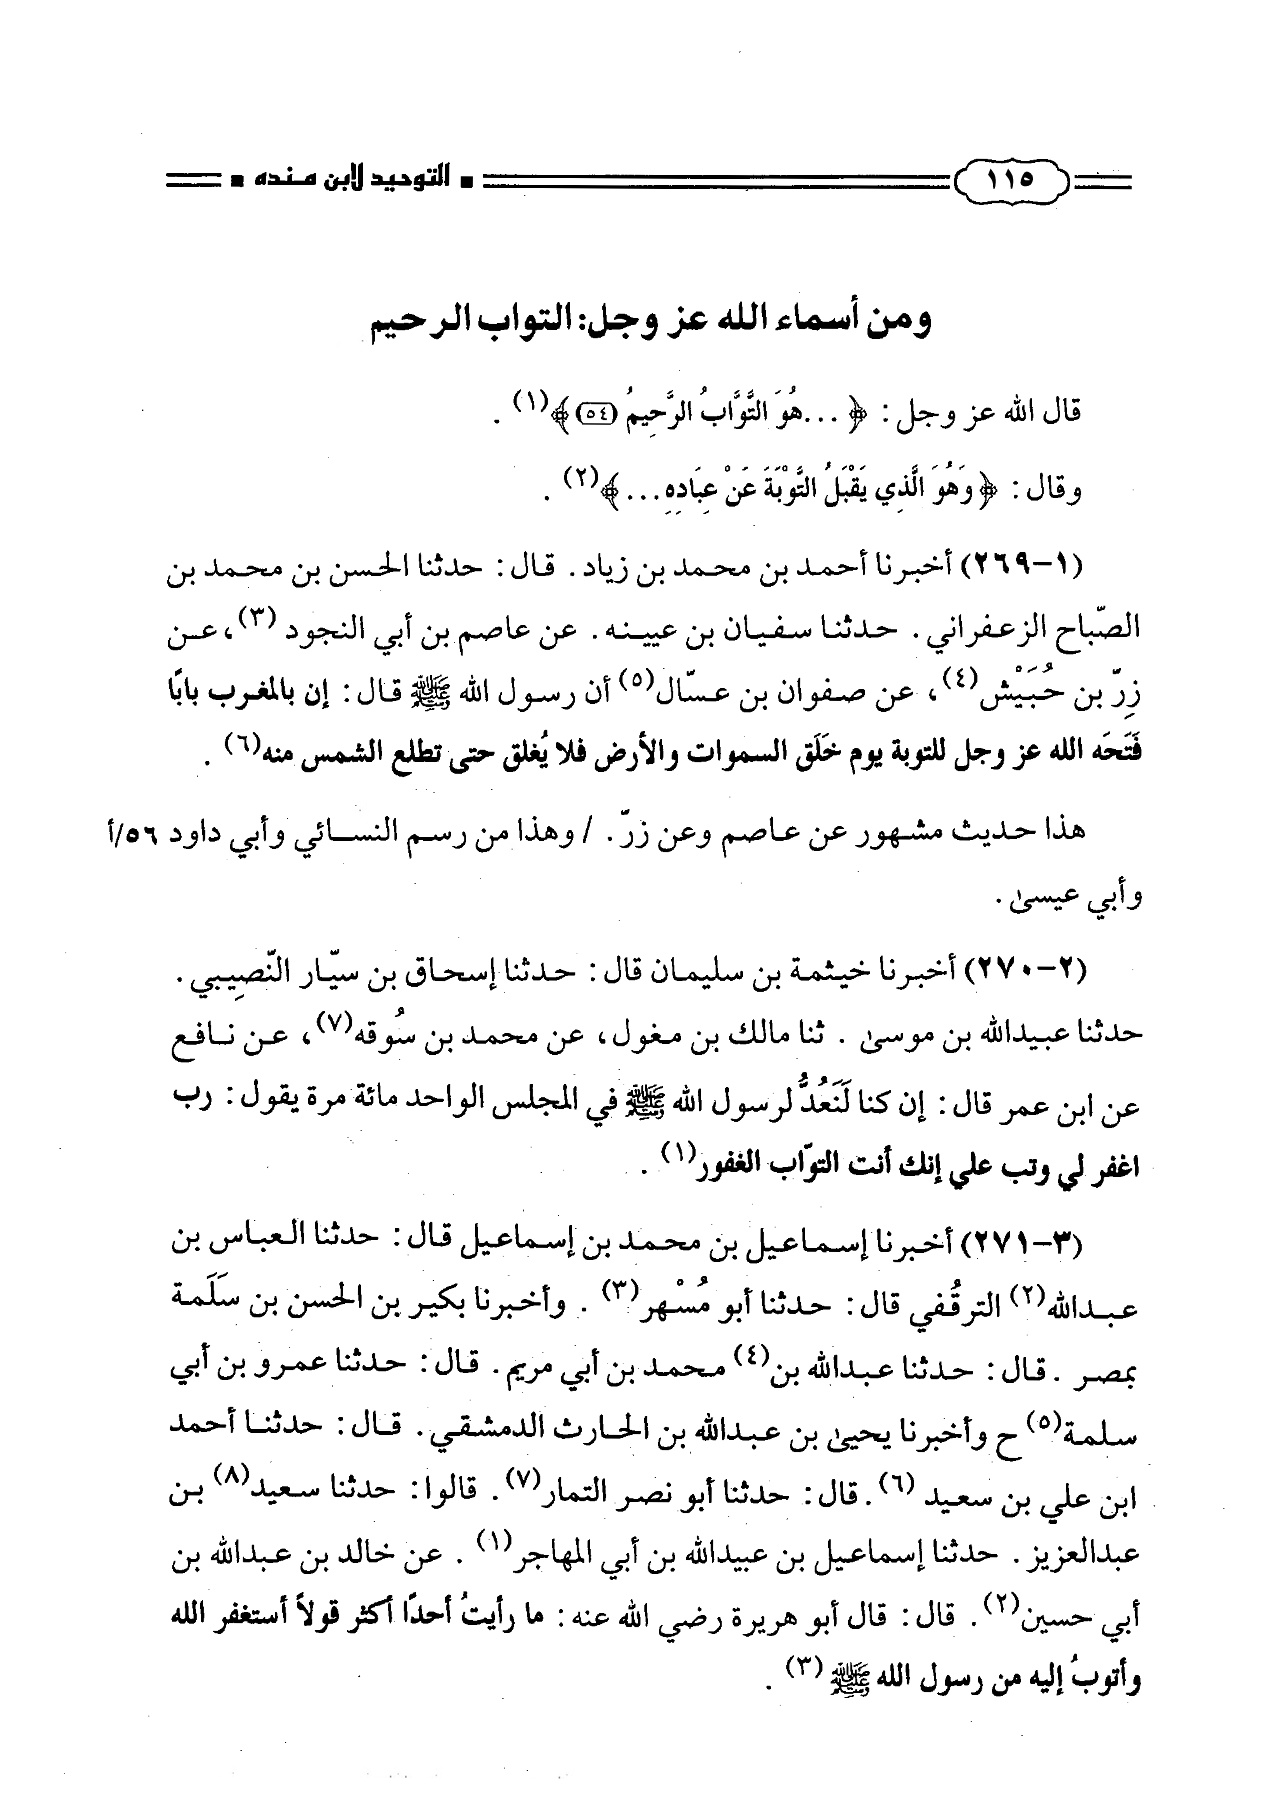 ١١٥ ■ التوحيد لابن منده ■
ومن أسماء الله عز وجل: التواب الرحيم
قال الله عز وجل : ﴿ ...هُوَ التَّوَّابُ الرَّحِيمُ (٥٤)﴾(١) .
وقال : ﴿وَهُوَ الَّذِي يَقْبَلُ التَّوْبَةَ عَنْ عِبَادِهِ...﴾(٢) .
(١-٢٦٩) أخبرنا أحمد بن محمد بن زياد . قال : حدثنا الحسن بن محمد بن
الصّباح الزعفراني . حدثنا سفيان بن عيينه . عن عاصم بن أبي النجود (٣)، عن
زِرّ بن حُبَيْش(٤)، عن صفوان بن عسّال(٥) أن رسول الله ﷺ قال : إن بالمغرب بابًا
فَتَحَه الله عز وجل للتوبة يوم خَلَق السموات والأرض فلا يُغلق حتى تطلع الشمس منه(٦) .
هذا حديث مشهور عن عاصم وعن زرّ . / وهذا من رسم النسائي وأبي داود ٥٦/أ
وأبي عيسىٰ .
(٢-٢٧٠) أخبرنا خيثمة بن سليمان قال : حدثنا إسحاق بن سيّار النّصِيبي .
حدثنا عبيدالله بن موسىٰ . ثنا مالك بن مغول، عن محمد بن سُوقه(٧)، عن نافع
عن ابن عمر قال : إن كنا لَنَعُدُّ لرسول الله ﷺ في المجلس الواحد مائة مرة يقول : رب
اغفر لي وتب علي إنك أنت التوّاب الغفور(١) .
(٣-٢٧١) أخبرنا إسماعيل بن محمد بن إسماعيل قال : حدثنا العباس بن
عبدالله(٢) الترقُفي قال : حدثنا أبو مُسْهر(٣) . وأخبرنا بكير بن الحسن بن سَلَمة
بمصر . قال : حدثنا عبدالله بن(٤) محمد بن أبي مريم . قال : حدثنا عمرو بن أبي
سلمة(٥) ح وأخبرنا يحيىٰ بن عبدالله بن الحارث الدمشقي . قال : حدثنا أحمد
ابن علي بن سعيد (٦) . قال : حدثنا أبو نصر التمار(٧) . قالوا : حدثنا سعيد(٨) بن
عبدالعزيز . حدثنا إسماعيل بن عبيدالله بن أبي المهاجر(١) . عن خالد بن عبدالله بن
أبي حسين(٢) . قال : قال أبو هريرة رضي الله عنه : ما رأيتُ أحدًا أكثر قولاً أستغفر الله
وأتوبُ إليه من رسول الله ﷺ (٣) .